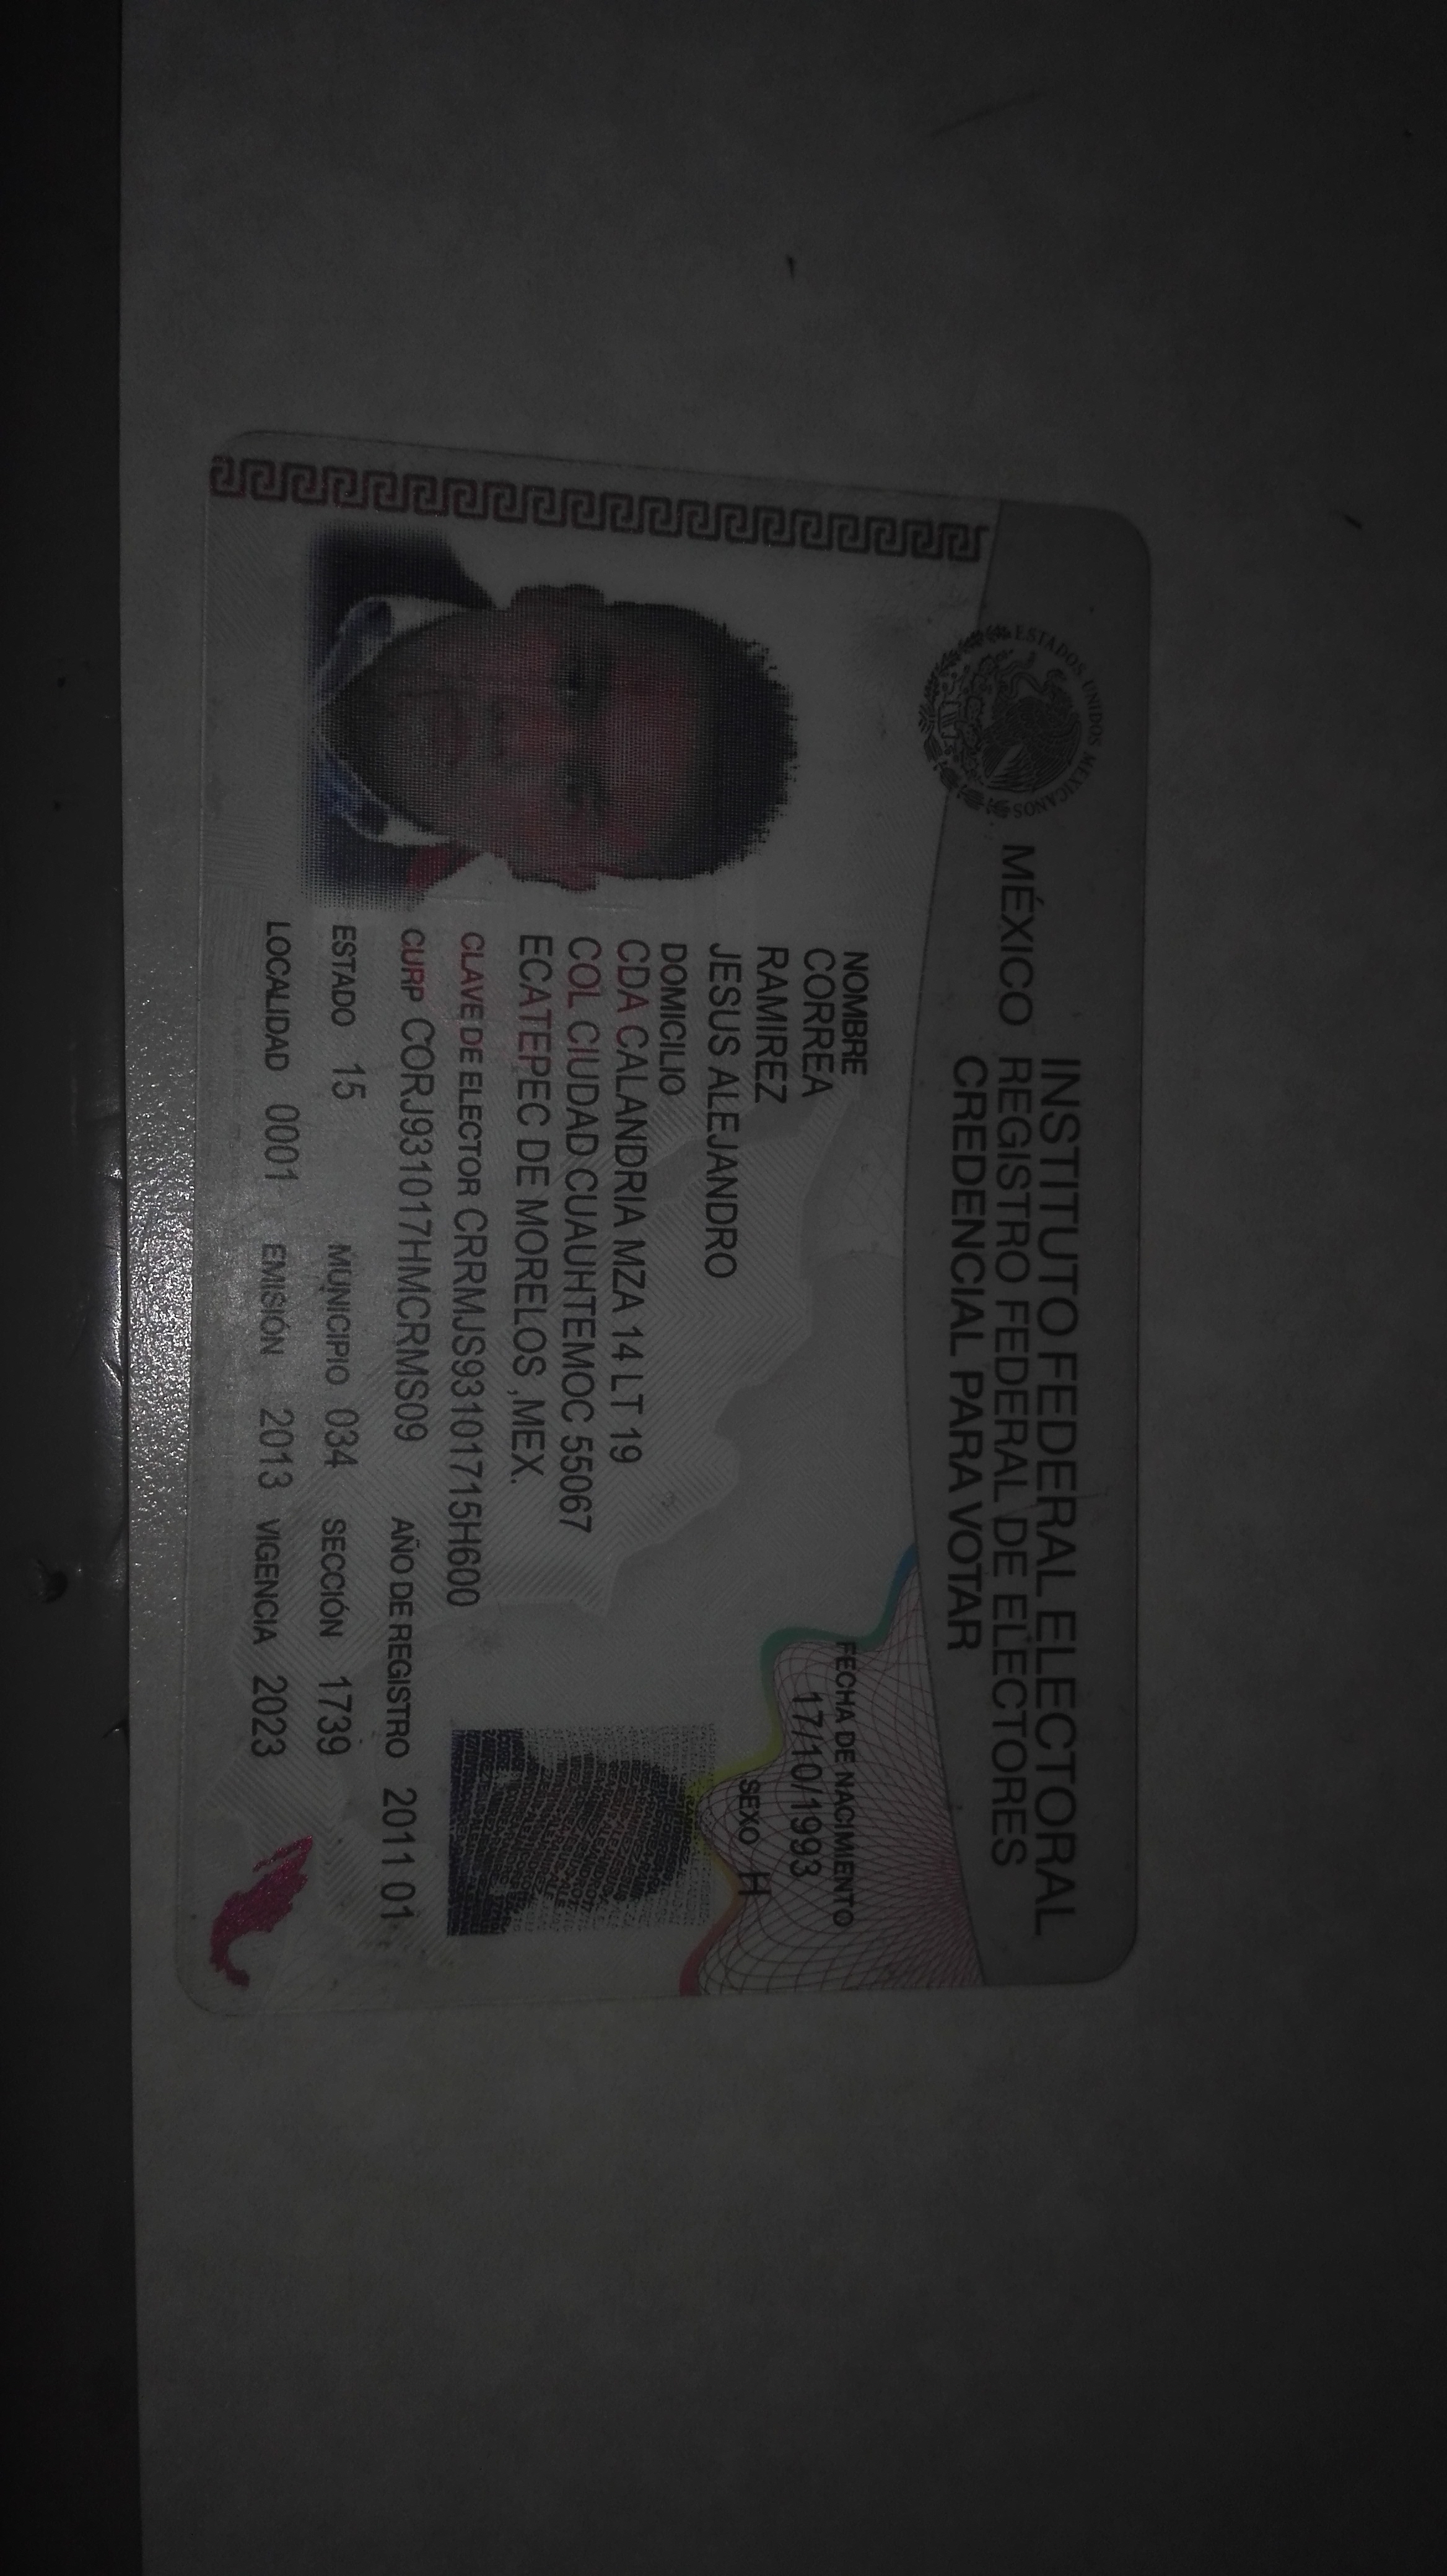 ESTADOS UNIDOS MEXICANOS
MÉXICO
INSTITUTO FEDERAL ELECTORAL
REGISTRO FEDERAL DE ELECTORES
CREDENCIAL PARA VOTAR
NOMBRE
CORREA
RAMIREZ
JESUS ALEJANDRO
FECHA DE NACIMIENTO
17/10/1993
SEXO H
DOMICILIO
CDA CALANDRIA MZA 14 LT 19
COL CIUDAD CUAUHTEMOC 55067
ECATEPEC DE MORELOS ,MEX.
CLAVE DE ELECTOR CRRMJS93101715H600
CURP CORJ931017HMCRMS09 AÑO DE REGISTRO 2011 01
ESTADO 15 MUNICIPIO 034 SECCIÓN 1739
LOCALIDAD 0001 EMISIÓN 2013 VIGENCIA 2023